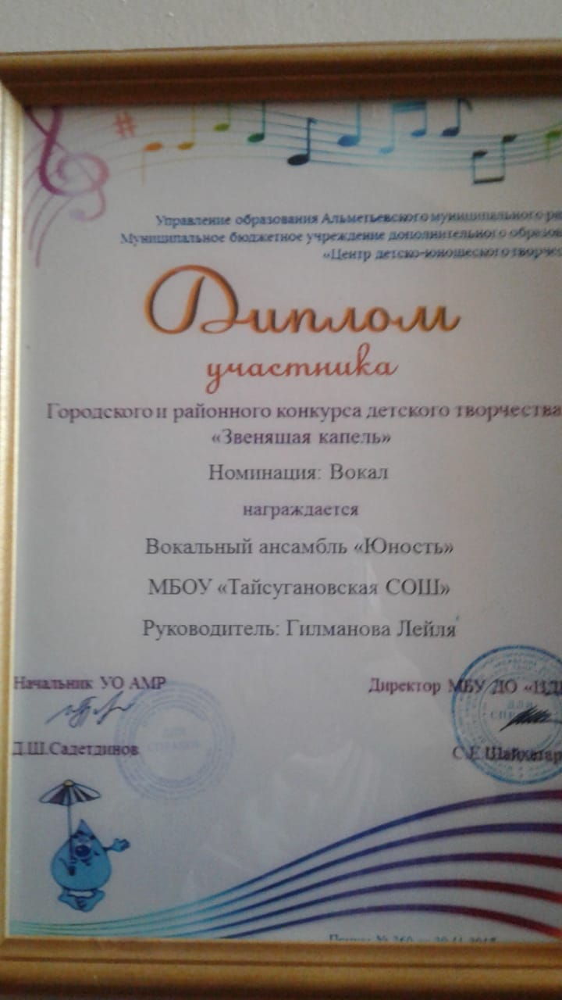 Управление образования Альметьевского муниципального
Муниципальное бюджетное учреждение дополнительного
«Центр детско-юношеского
Диплом
участника
Городского и районного конкурса детского творчества
«Звеняшая капель»
Номинация: Вокал
награждается
Вокальный ансамбль «Юность»
МБОУ «Тайсугановская СОШ»
Руководитель: Гилманова Лейля
Начальник УО АМР
Директор МБУ ДО
ДЛЯ
ДЛЯ
Д.Ш.Садетдинов
С.Е.